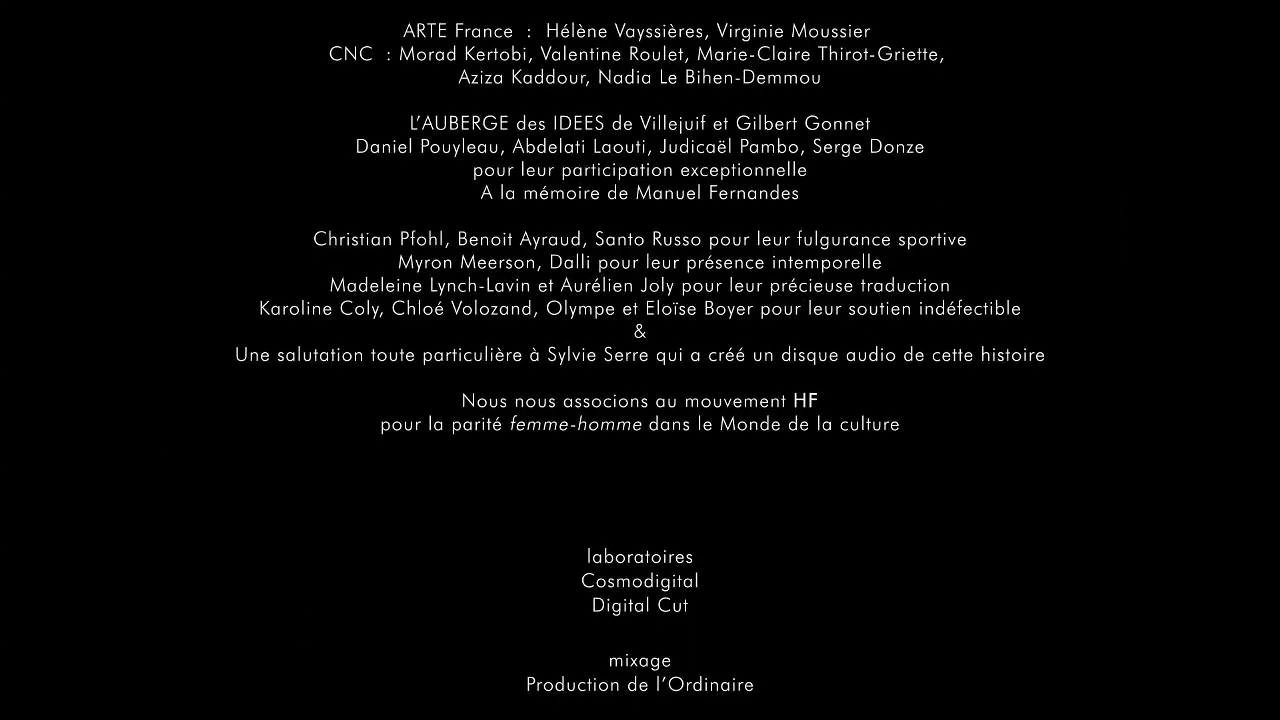 ARTE France : Hélène Vayssières, Virginie Moussier
CNC : Morad Kertobi, Valentine Roulet, Marie-Claire Thirot-Griette,
Aziza Kaddour, Nadia Le Bihen-Demmou
L'AUBERGE des IDEES de Villejuif et Gilbert Gonnet
Daniel Pouyleau, Abdelati Laouti, Judicaël Pambo, Serge Donze
pour leur participation exceptionnelle
A la mémoire de Manuel Fernandes
Christian Pfohl, Benoit Ayraud, Santo Russo pour leur fulgurance sportive
Myron Meerson, Dalli pour leur présence intemporelle
Madeleine Lynch-Lavin et Aurélien Joly pour leur précieuse traduction
Karoline Coly, Chloé Volozand, Olympe et Eloïse Boyer pour leur soutien indéfectible
&
Une salutation toute particulière à Sylvie Serre qui a créé un disque audio de cette histoire
Nous nous associons au mouvement HF
pour la parité femme-homme dans le Monde de la culture
laboratoires
Cosmodigital
Digital Cut
mixage
Production de l'Ordinaire